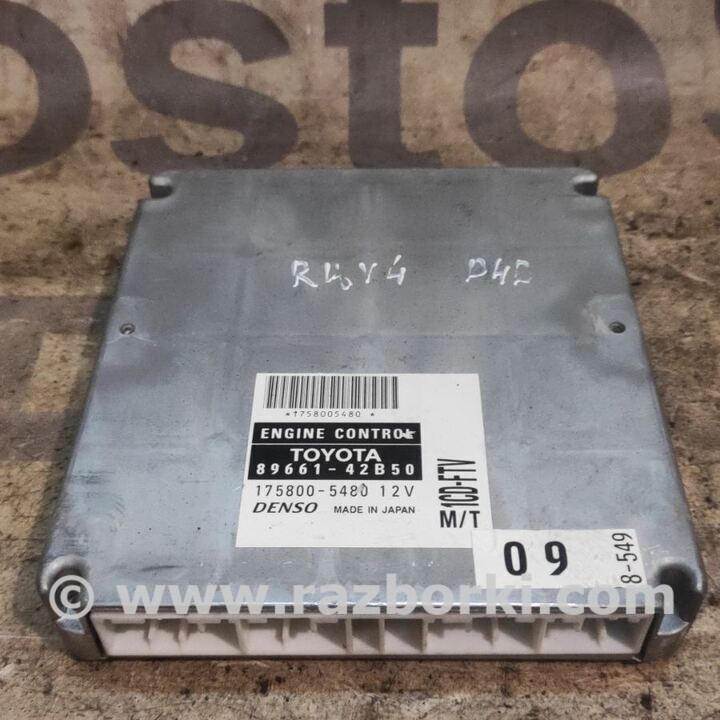 osto
RAV4 D4D
*1758005480*
ENGINE CONTROL
TOYOTA
89661-42B50
175800-5480 12V
DENSO MADE IN JAPAN
1CD-FTV
M/T
09
8-549
© www.razborki.com